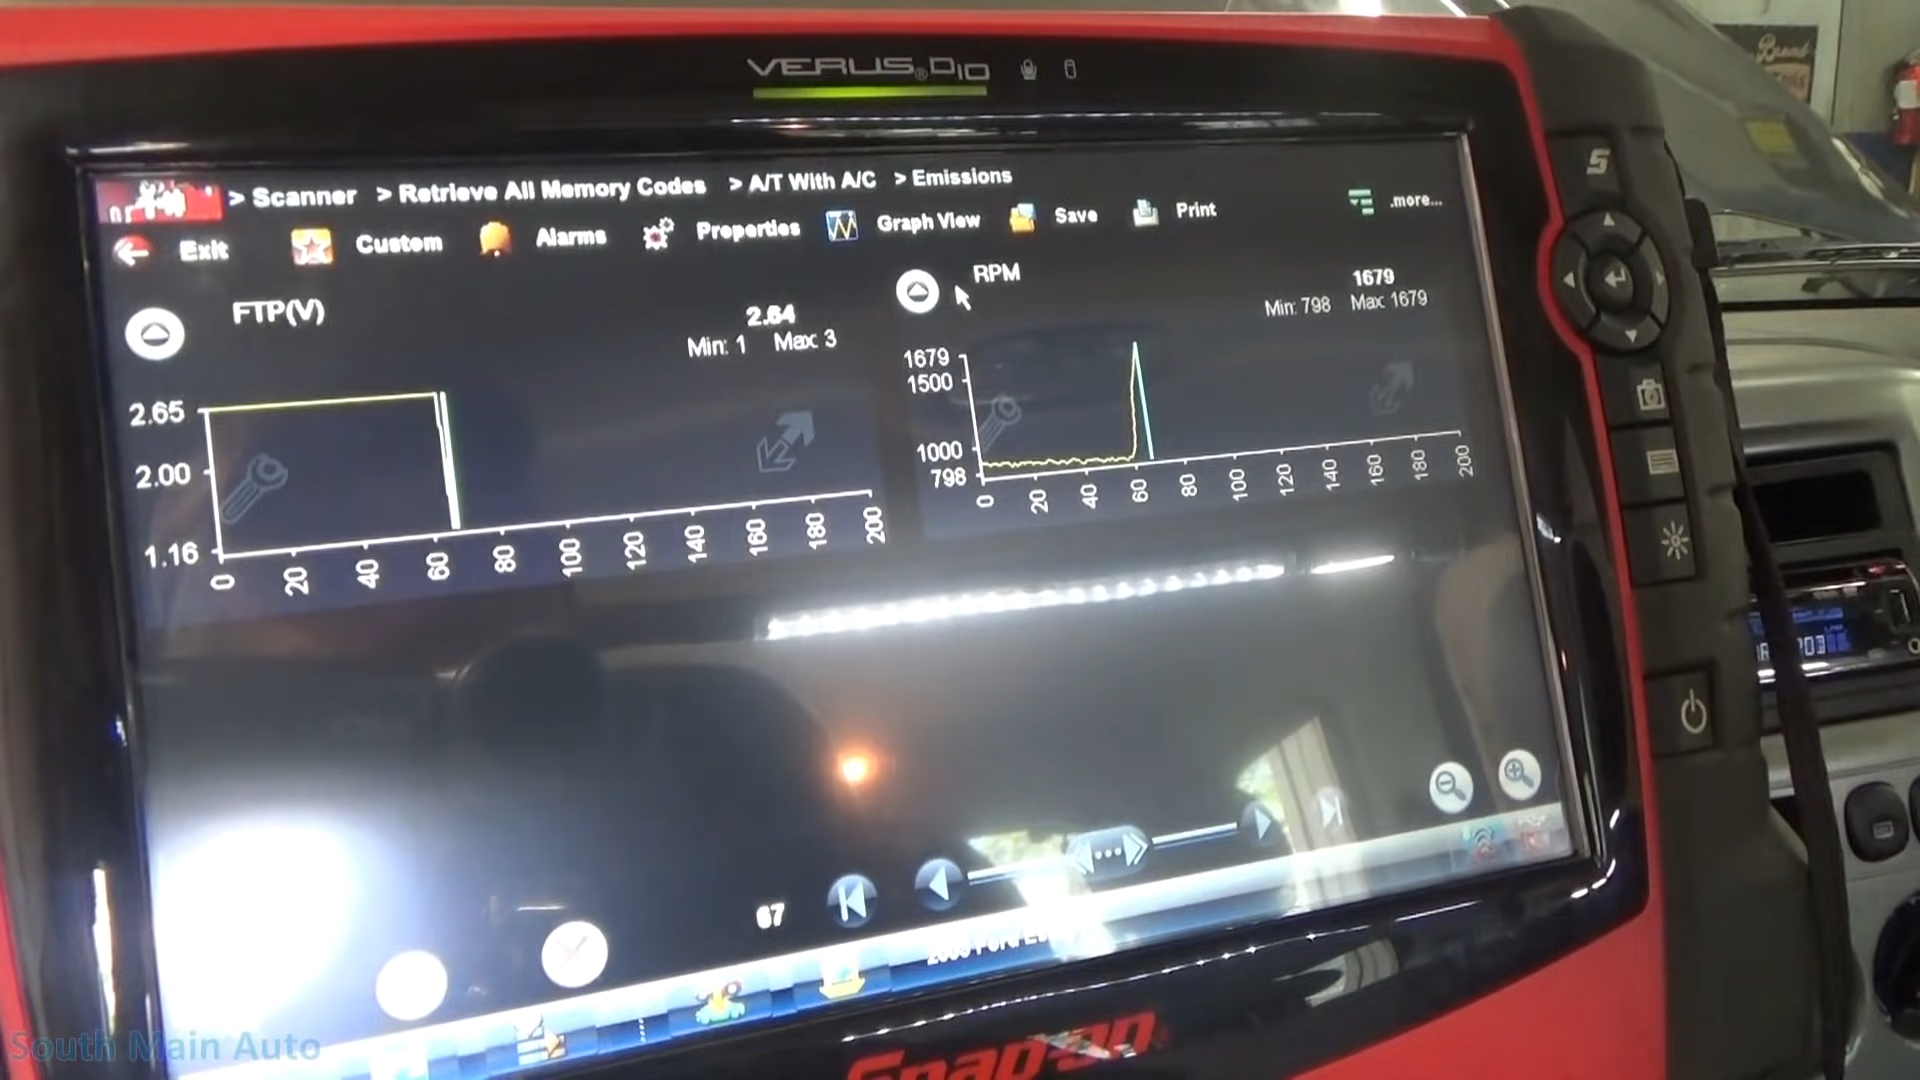 VERUS® D10
> Scanner > Retrieve All Memory Codes > A/T With A/C > Emissions
Exit Custom Alarms Properties Graph View Save Print .more...
FTP(V)
2.64
Min: 1 Max: 3
2.65
2.00
1.16
0 20 40 60 80 100 120 140 160 180 200
RPM
1679
Min: 798 Max: 1679
1679
1500
1000
798
0 20 40 60 80 100 120 140 160 180 200
67
Ford
Snap-on
South Main Auto